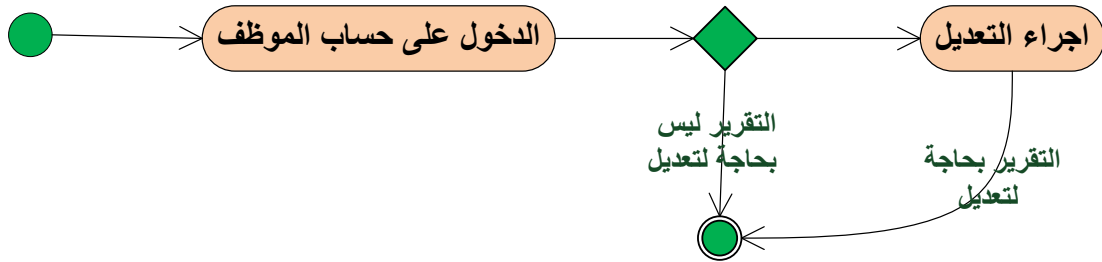 الدخول على حساب الموظف
اجراء التعديل
التقرير ليس
بحاجة لتعديل
التقرير بحاجة
لتعديل